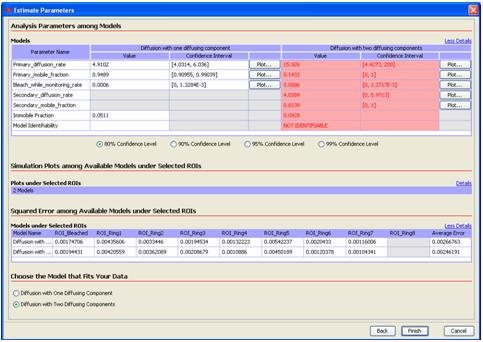 Estimate Parameters
Analysis Parameters among Models
Models Less Details
Parameter Name Diffusion with one diffusing component Diffusion with two diffusing components
Value Confidence Interval Value Confidence Interval
Primary_diffusion_rate 4.9102 [4.0314, 6.036] Plot... 15.926 [4.4273, 200] Plot...
Primary_mobile_fraction 0.9489 [0.90955, 0.99039] Plot... 0.1433 [0, 1] Plot...
Bleach_while_monitoring_rate 0.0006 [0, 1.3284E-3] Plot... 0.0006 [0, 1.3717E-3] Plot...
Secondary_diffusion_rate 4.0389 [0, 5.9713] Plot...
Secondary_mobile_fraction 0.8139 [0, 1] Plot...
Immobile Fraction 0.0511 0.0428
Model Identifiability NOT IDENTIFIABLE
80% Confidence Level 90% Confidence Level 95% Confidence Level 99% Confidence Level
Simulation Plots among Available Models under Selected ROIs
Plots under Selected ROIs Details
2 Models
Squared Error among Available Models under Selected ROIs
Models under Selected ROIs Less Details
Model Name ROI_Bleached ROI_Ring1 ROI_Ring2 ROI_Ring3 ROI_Ring4 ROI_Ring5 ROI_Ring6 ROI_Ring7 ROI_Ring8 Average Error
Diffusion with ... 0.00174706 0.00435606 0.0033446 0.00194534 0.00132223 0.00542237 0.0020433 0.00116006 0.00266763
Diffusion with ... 0.00194431 0.00420559 0.00362089 0.00208679 0.0010886 0.00450189 0.00120378 0.00104341 0.00246191
Choose the Model that Fits Your Data
Diffusion with One Diffusing Component
Diffusion with Two Diffusing Components
Back Finish Cancel